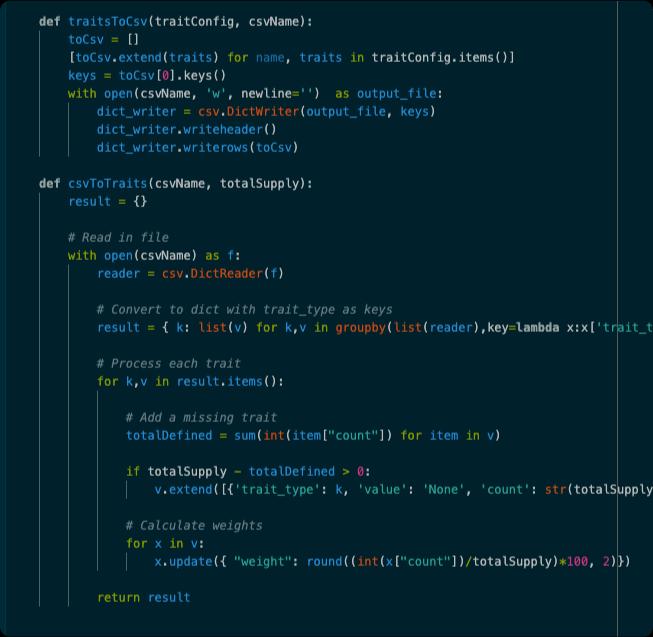 def traitsToCsv(traitConfig, csvName):
    toCsv = []
    [toCsv.extend(traits) for name, traits in traitConfig.items()]
    keys = toCsv[0].keys()
    with open(csvName, 'w', newline='')  as output_file:
        dict_writer = csv.DictWriter(output_file, keys)
        dict_writer.writeheader()
        dict_writer.writerows(toCsv)

def csvToTraits(csvName, totalSupply):
    result = {}

    # Read in file
    with open(csvName) as f:
        reader = csv.DictReader(f)

        # Convert to dict with trait_type as keys
        result = { k: list(v) for k,v in groupby(list(reader),key=lambda x:x['trait_t

        # Process each trait
        for k,v in result.items():

            # Add a missing trait
            totalDefined = sum(int(item["count"]) for item in v)

            if totalSupply - totalDefined > 0:
                v.extend([{'trait_type': k, 'value': 'None', 'count': str(totalSupply

            # Calculate weights
            for x in v:
                x.update({ "weight": round((int(x["count"])/totalSupply)*100, 2)})

        return result